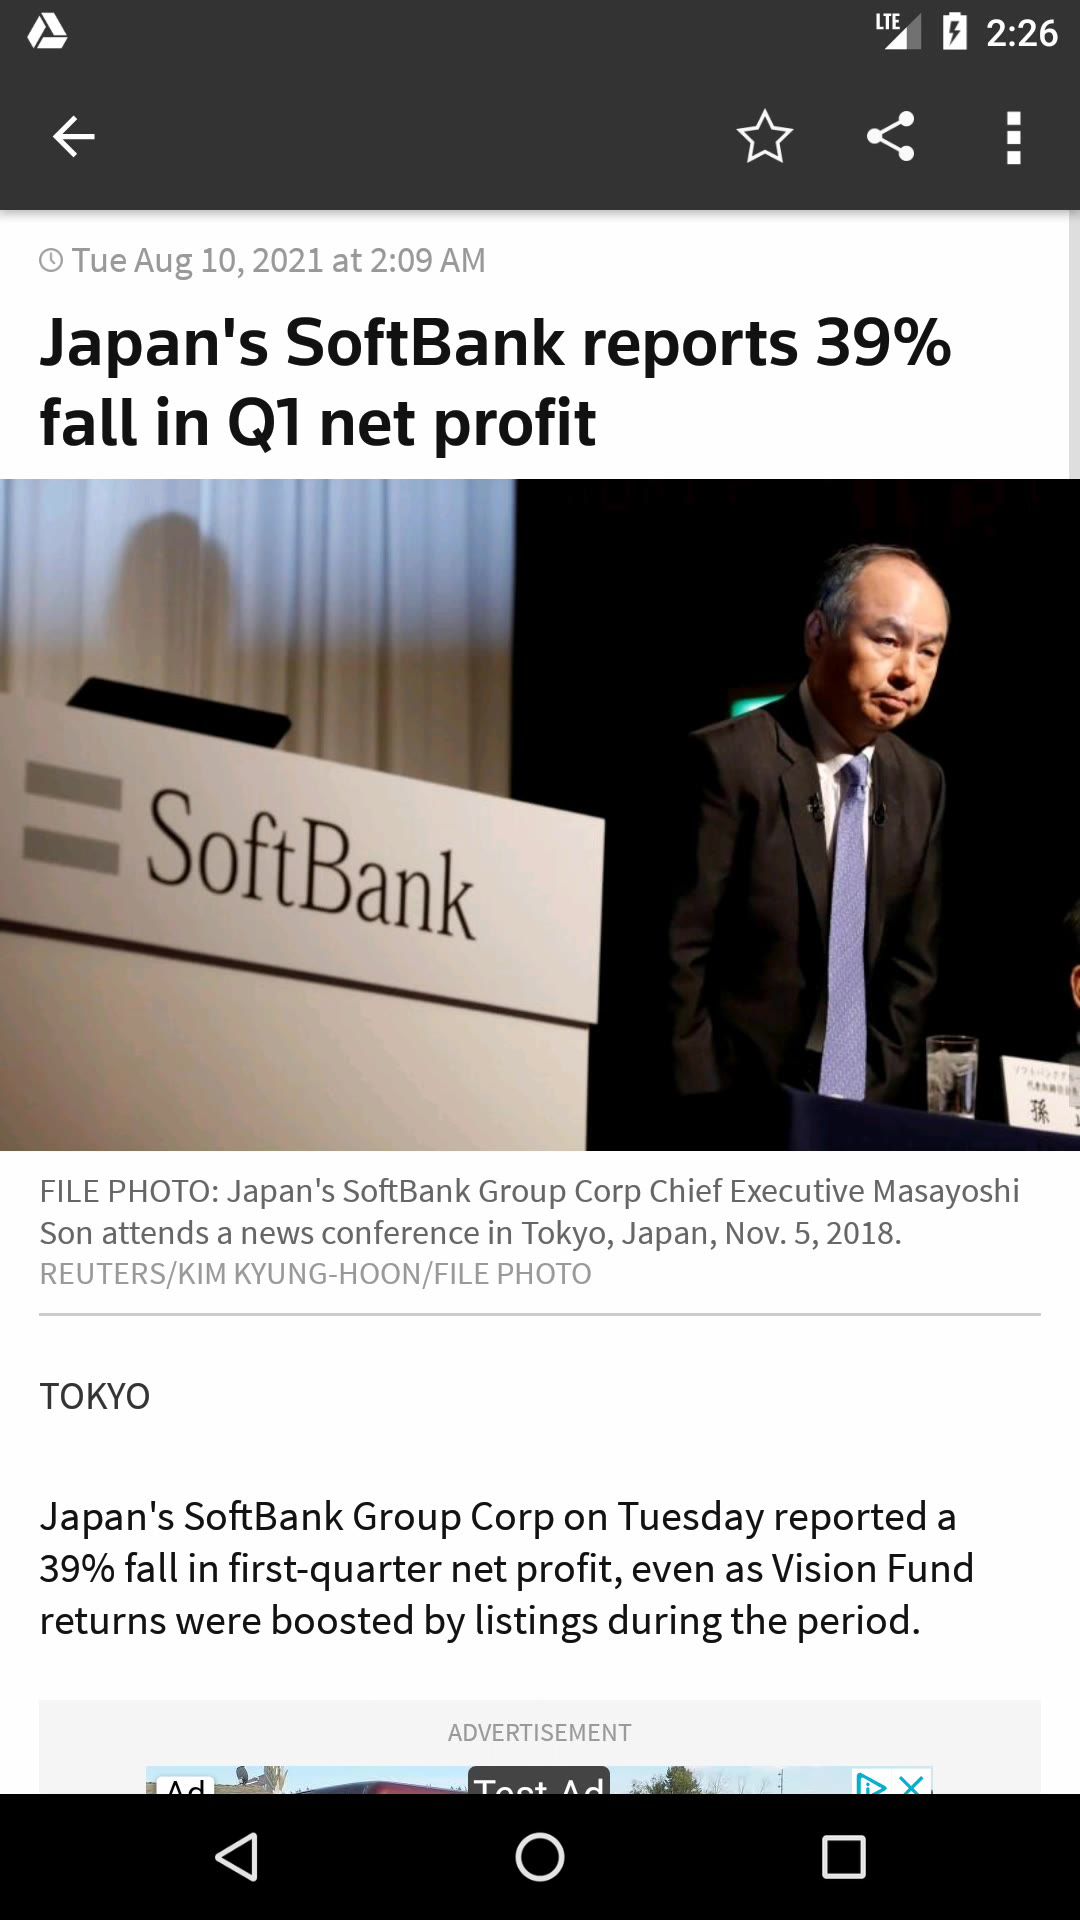 LTE 2:26
Tue Aug 10, 2021 at 2:09 AM
Japan's SoftBank reports 39%
fall in Q1 net profit
SoftBank
孫
FILE PHOTO: Japan's SoftBank Group Corp Chief Executive Masayoshi
Son attends a news conference in Tokyo, Japan, Nov. 5, 2018.
REUTERS/KIM KYUNG-HOON/FILE PHOTO
TOKYO
Japan's SoftBank Group Corp on Tuesday reported a
39% fall in first-quarter net profit, even as Vision Fund
returns were boosted by listings during the period.
ADVERTISEMENT
Ad Test Ad